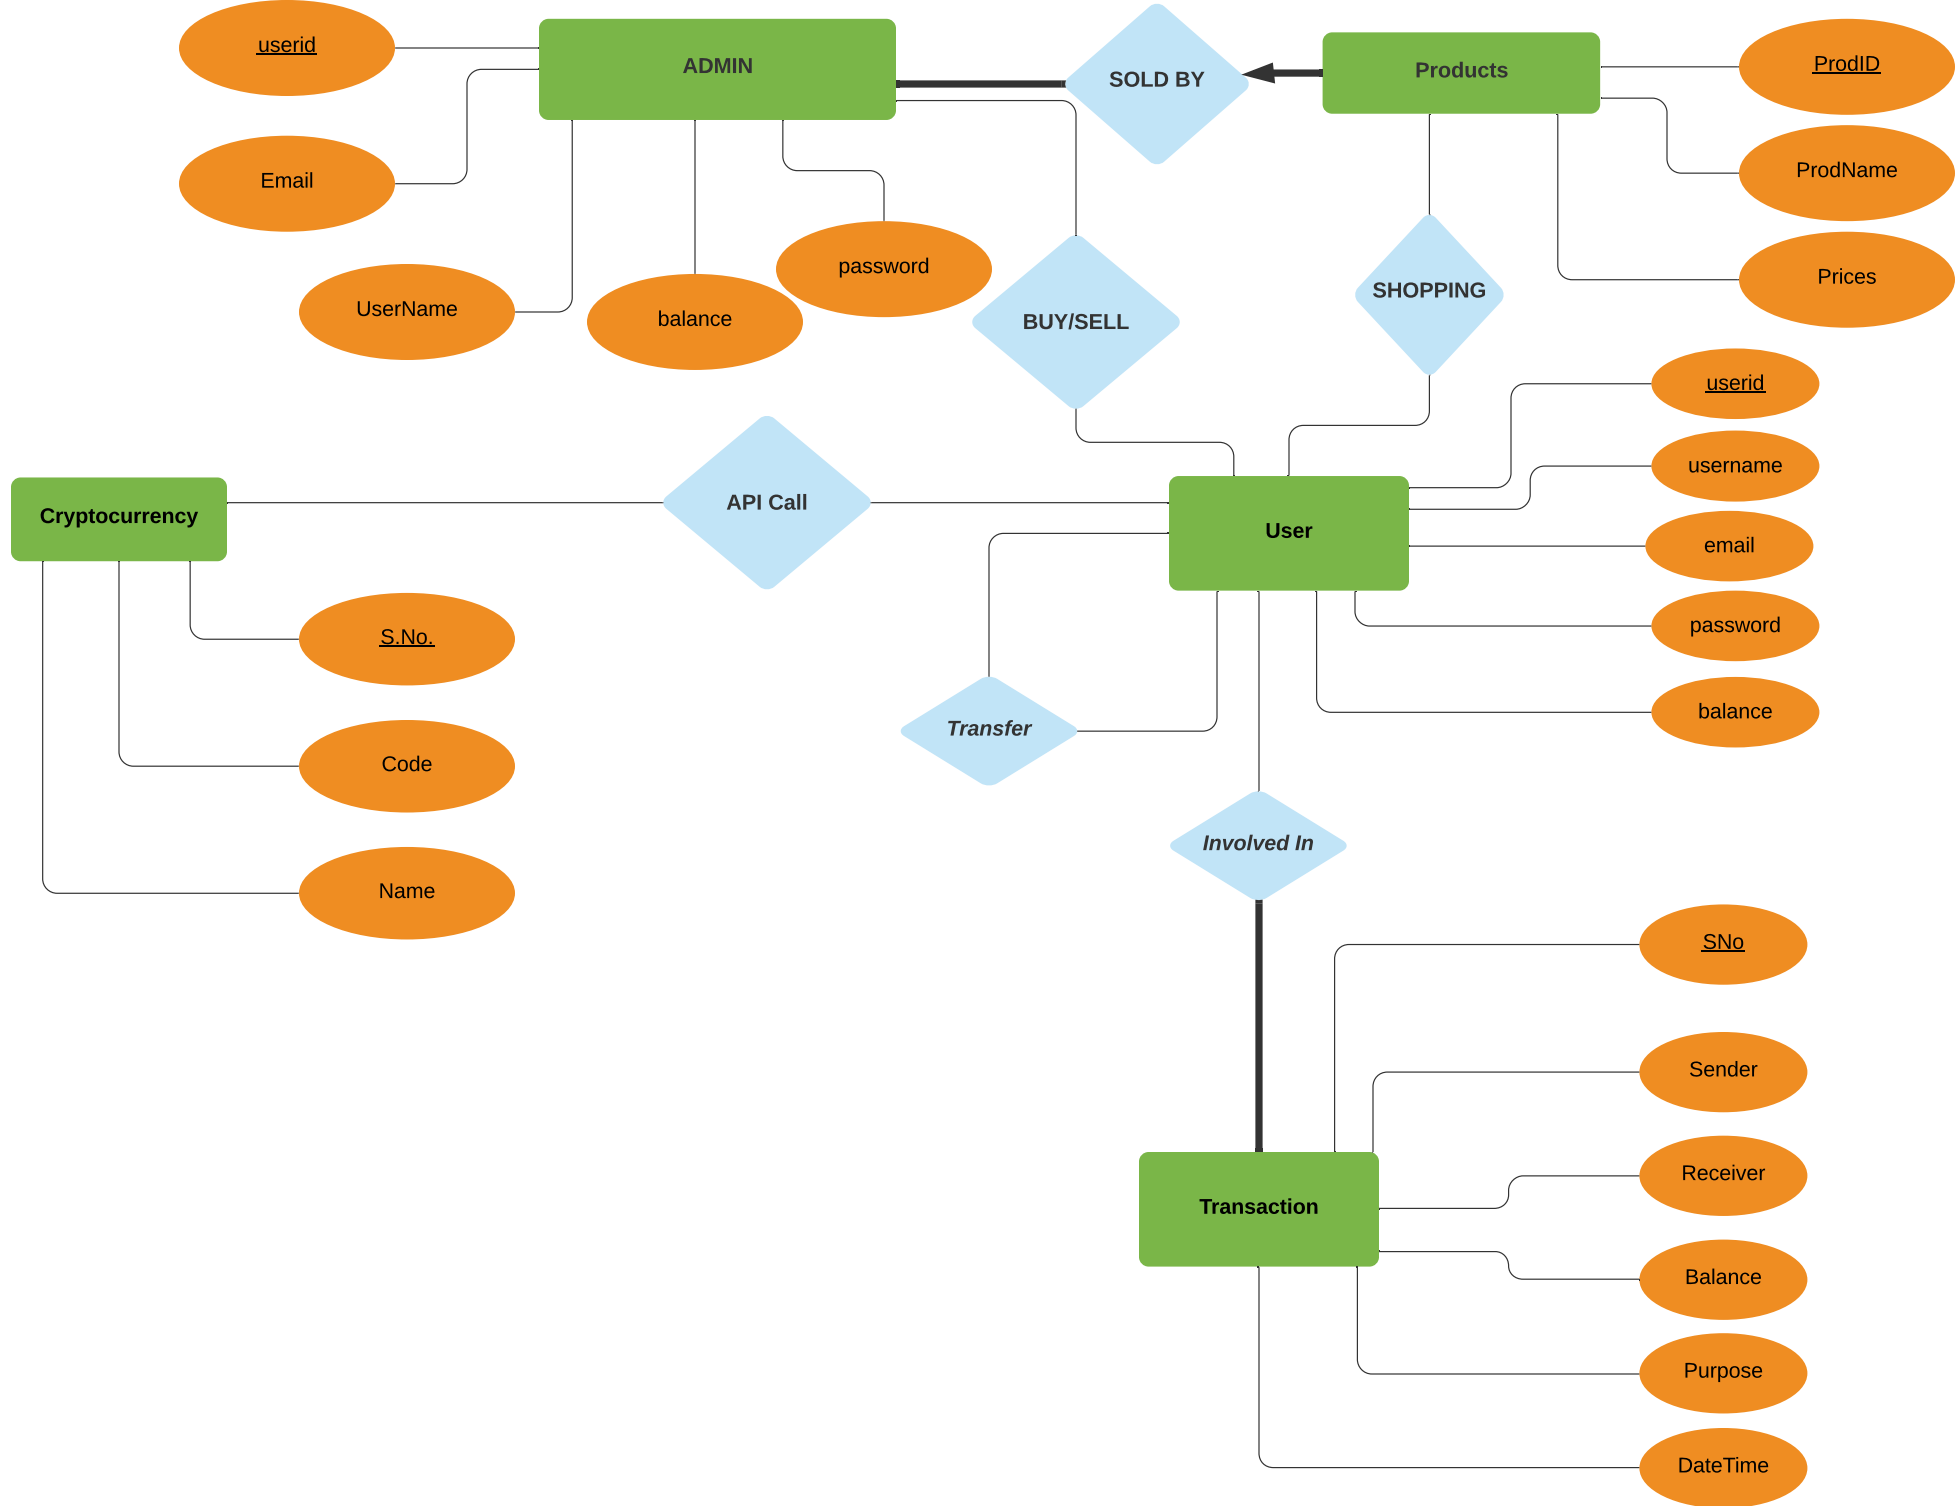 userid
ADMIN
SOLD BY
Products
ProdID
Email
ProdName
UserName
balance
password
BUY/SELL
SHOPPING
Prices
userid
username
Cryptocurrency
API Call
User
email
S.No.
password
Transfer
balance
Code
Involved In
Name
SNo
Sender
Receiver
Transaction
Balance
Purpose
DateTime